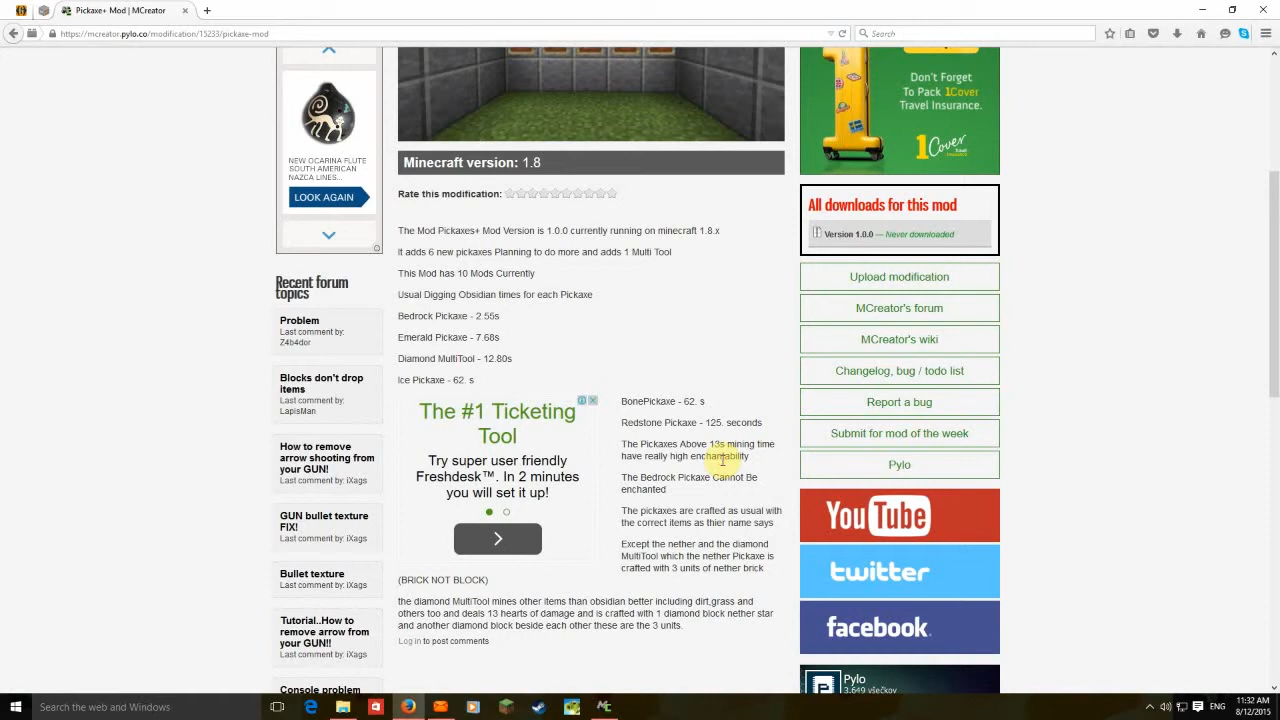 Pickaxe+ Mod | MCreator
https://mcreator.pylo.co/modification/15233/pickaxe-mod
Search
NEW OCARINA FLUTE
SOUTH AMERICAN
NAZCA LINES...
LOOK AGAIN
Recent forum
topics
Problem
Last comment by:
Z4b4dor
Blocks don't drop
items
Last comment by:
LapisMan
How to remove
arrow shooting from
your GUN!
Last comment by: iXags
GUN bullet texture
FIX!
Last comment by: iXags
Bullet texture
Last comment by: iXags
Tutorial..How to
remove arrow from
your GUN!!
Last comment by: iXags
Console problem
Minecraft version: 1.8
Rate this modification:
The Mod Pickaxes+ Mod Version is 1.0.0 currently running on minecraft 1.8.x
It adds 6 new pickaxes Planning to do more and adds 1 Multi Tool
This Mod has 10 Mods Currently
Usual Digging Obsidian times for each Pickaxe
Bedrock Pickaxe - 2.55s
Emerald Pickaxe - 7.68s
Diamond MultiTool - 12.80s
Ice Pickaxe - 62. s
The #1 Ticketing
Tool
Try super user friendly
Freshdesk™. In 2 minutes
you will set it up!
BonePickaxe - 62. s
Redstone Pickaxe - 125. seconds
The Pickaxes Above 13s mining time
have really high enchantability
The Bedrock Pickaxe Cannot Be
enchanted
The pickaxes are crafted as usual with
the correct items as thier name says
Except the nether and the diamond
MultiTool which the nether Pickaxe is
crafted with 3 units of nether brick
(BRICK NOT BLOCK)
the diamond MultiTool mines other items than obsidian better including dirt,grass and
others too and deals 13 hearts of damage and is crafted with 1 diamond block nether star
and another diamond block beside each other these are the 3 units.
Log in to post comments
Don't Forget
To Pack 1Cover
Travel Insurance.
1Cover
All downloads for this mod
Version 1.0.0 — Never downloaded
Upload modification
MCreator's forum
MCreator's wiki
Changelog, bug / todo list
Report a bug
Submit for mod of the week
Pylo
YouTube
twitter
facebook
Pylo
3,649 všečkov
Search the web and Windows
ENG
11:32 AM
8/12/2015